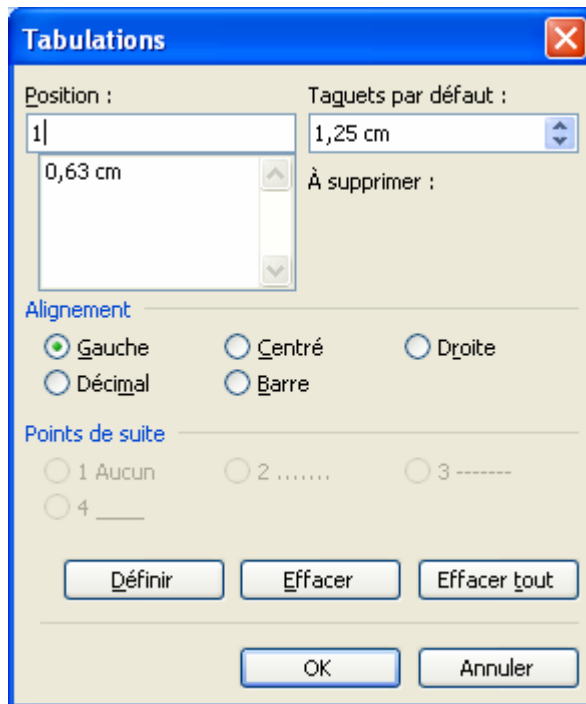 Tabulations
Position : Taquets par défaut :
1 1,25 cm
0,63 cm
À supprimer :
Alignement
Gauche Centré Droite
Décimal Barre
Points de suite
1 Aucun 2 ....... 3 -------
4 ____
Définir Effacer Effacer tout
OK Annuler